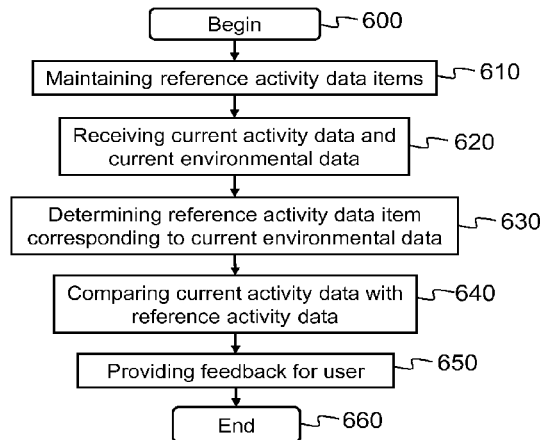 Begin 600
Maintaining reference activity data items 610
Receiving current activity data and
current environmental data 620
Determining reference activity data item
corresponding to current environmental data 630
Comparing current activity data with
reference activity data 640
Providing feedback for user 650
End 660